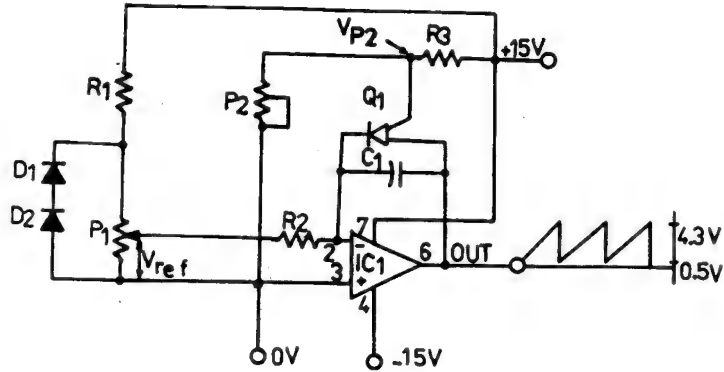 VP2
R3
+15V
R1
P2
Q1
C1
D1
D2
P1
R2
7
2
3
IC1
6
OUT
4
4.3V
0.5V
Vref
0V
-15V